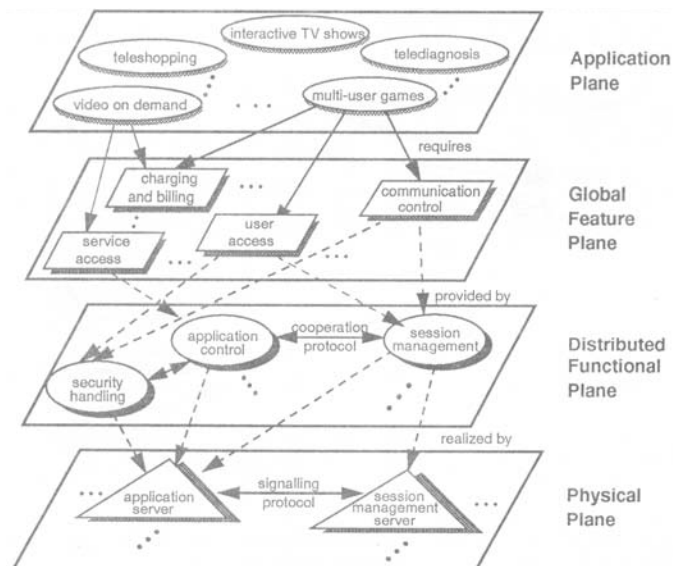 interactive TV shows
teleshopping
telediagnosis
Application
Plane
video on demand
multi-user games
requires
charging
and billing
communication
control
Global
Feature
Plane
user
access
service
access
provided by
application
control
cooperation
protocol
session
management
Distributed
Functional
Plane
security
handling
realized by
application
server
signalling
protocol
session
management
server
Physical
Plane